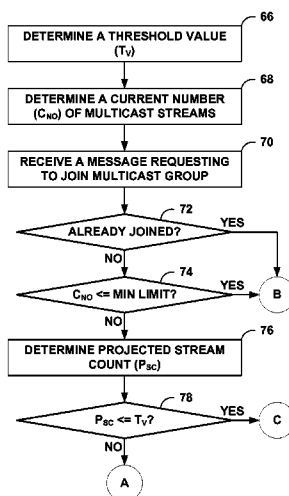 66
DETERMINE A THRESHOLD VALUE
(TV)
68
DETERMINE A CURRENT NUMBER
(CNO) OF MULTICAST STREAMS
70
RECEIVE A MESSAGE REQUESTING
TO JOIN MULTICAST GROUP
72
ALREADY JOINED?
YES
NO
74
CNO <= MIN LIMIT?
YES
B
NO
76
DETERMINE PROJECTED STREAM
COUNT (PSC)
78
PSC <= TV?
YES
C
NO
A